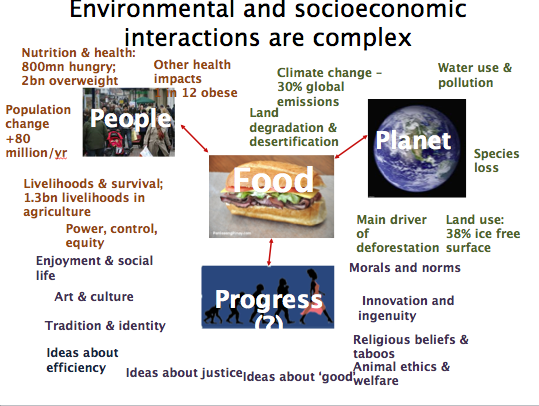 Environmental and socioeconomic
interactions are complex
Nutrition & health:
800mn hungry;
2bn overweight
Other health
impacts
in 12 obese
Climate change –
30% global
emissions
Water use &
pollution
Population
change
+80
million/yr
People
Land
degradation &
desertification
Planet
Species
loss
Food
Livelihoods & survival;
1.3bn livelihoods in
agriculture
Power, control,
equity
Main driver
of
deforestation
Land use:
38% ice free
surface
Enjoyment & social
life
Morals and norms
Art & culture
Progress
(?)
Innovation and
ingenuity
Tradition & identity
Religious beliefs &
taboos
Ideas about
efficiency
Ideas about justice
Ideas about ‘good’
Animal ethics &
welfare